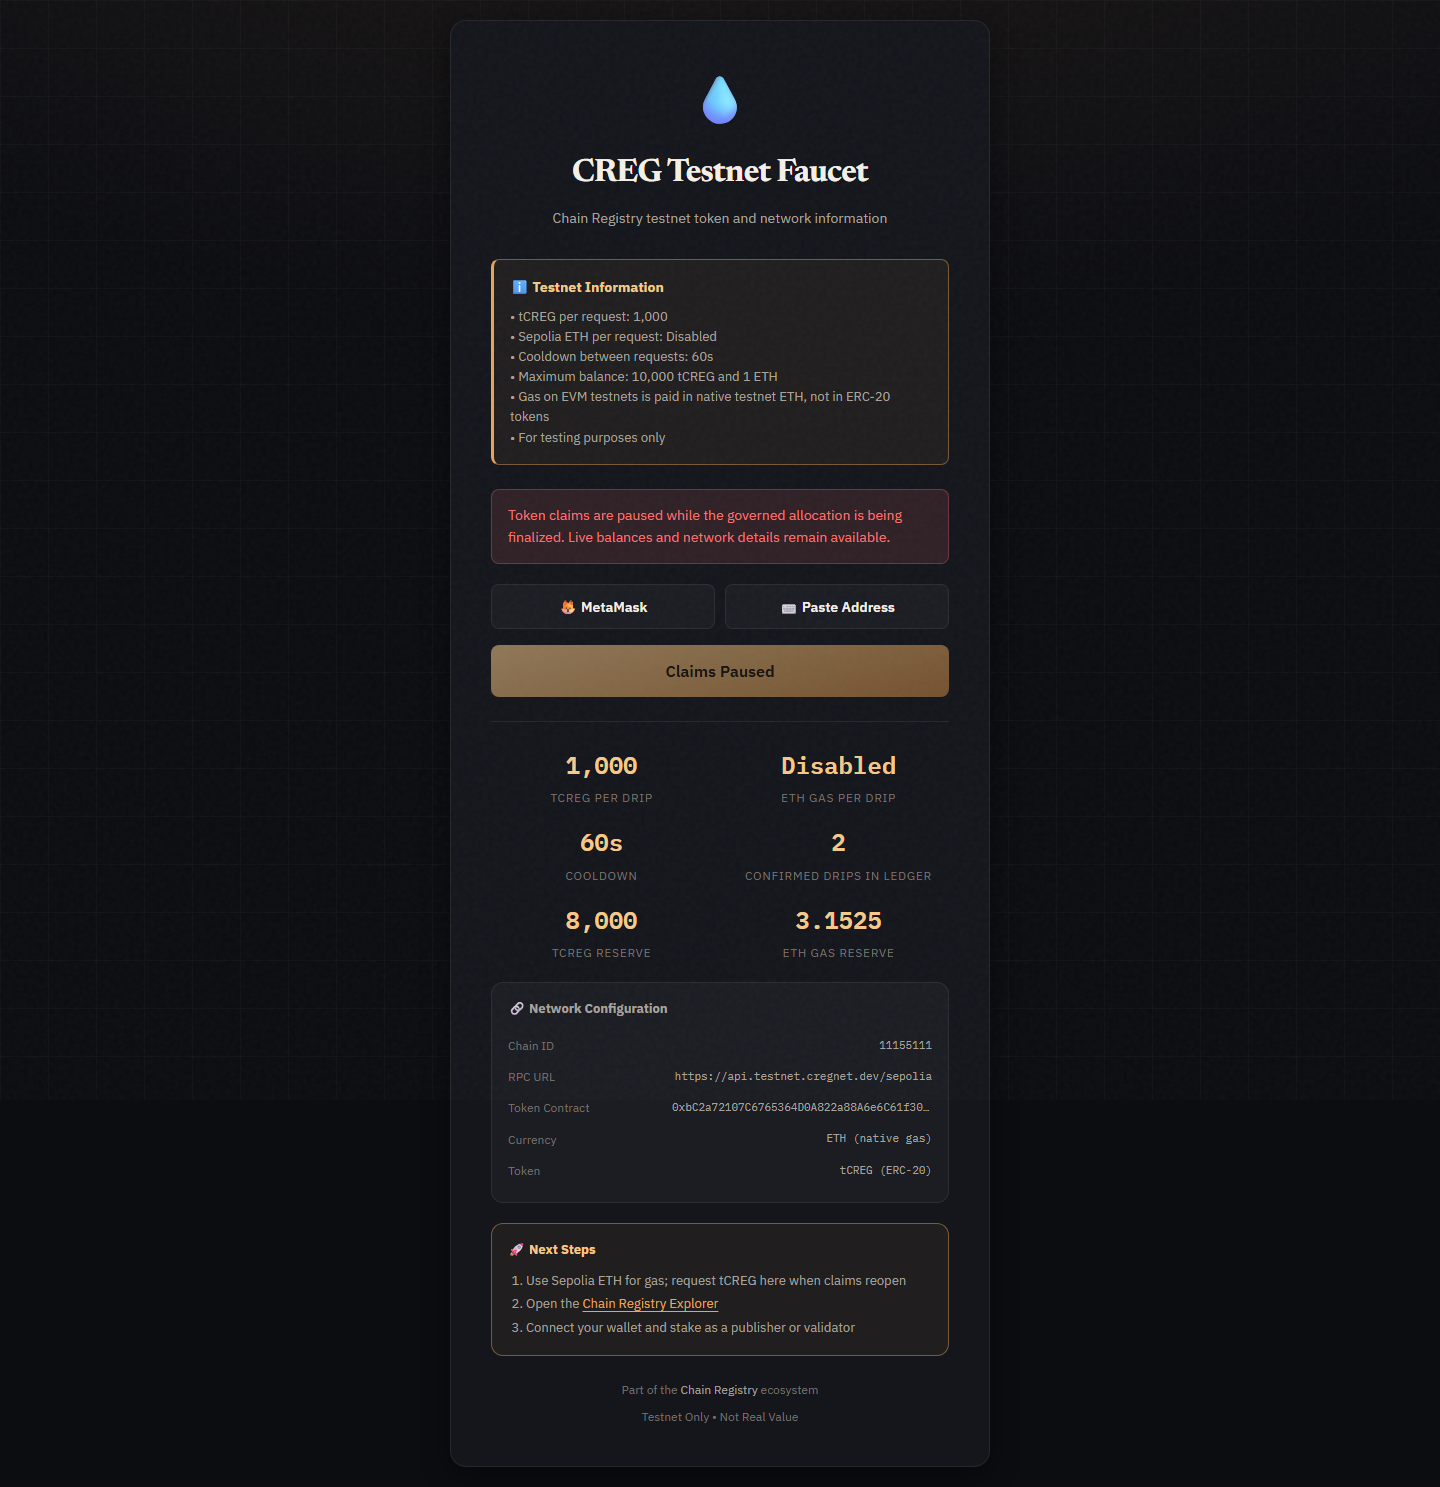 CREG Testnet Faucet
Chain Registry testnet token and network information
Testnet Information
• tCREG per request: 1,000
• Sepolia ETH per request: Disabled
• Cooldown between requests: 60s
• Maximum balance: 10,000 tCREG and 1 ETH
• Gas on EVM testnets is paid in native testnet ETH, not in ERC-20
tokens
• For testing purposes only
Token claims are paused while the governed allocation is being
finalized. Live balances and network details remain available.
MetaMask
Paste Address
Claims Paused
1,000
TCREG PER DRIP
Disabled
ETH GAS PER DRIP
60s
COOLDOWN
2
CONFIRMED DRIPS IN LEDGER
8,000
TCREG RESERVE
3.1525
ETH GAS RESERVE
Network Configuration
Chain ID 11155111
RPC URL https://api.testnet.cregnet.dev/sepolia
Token Contract 0xbC2a72107C6765364D0A822a88A6e6C61f30…
Currency ETH (native gas)
Token tCREG (ERC-20)
Next Steps
1. Use Sepolia ETH for gas; request tCREG here when claims reopen
2. Open the Chain Registry Explorer
3. Connect your wallet and stake as a publisher or validator
Part of the Chain Registry ecosystem
Testnet Only • Not Real Value